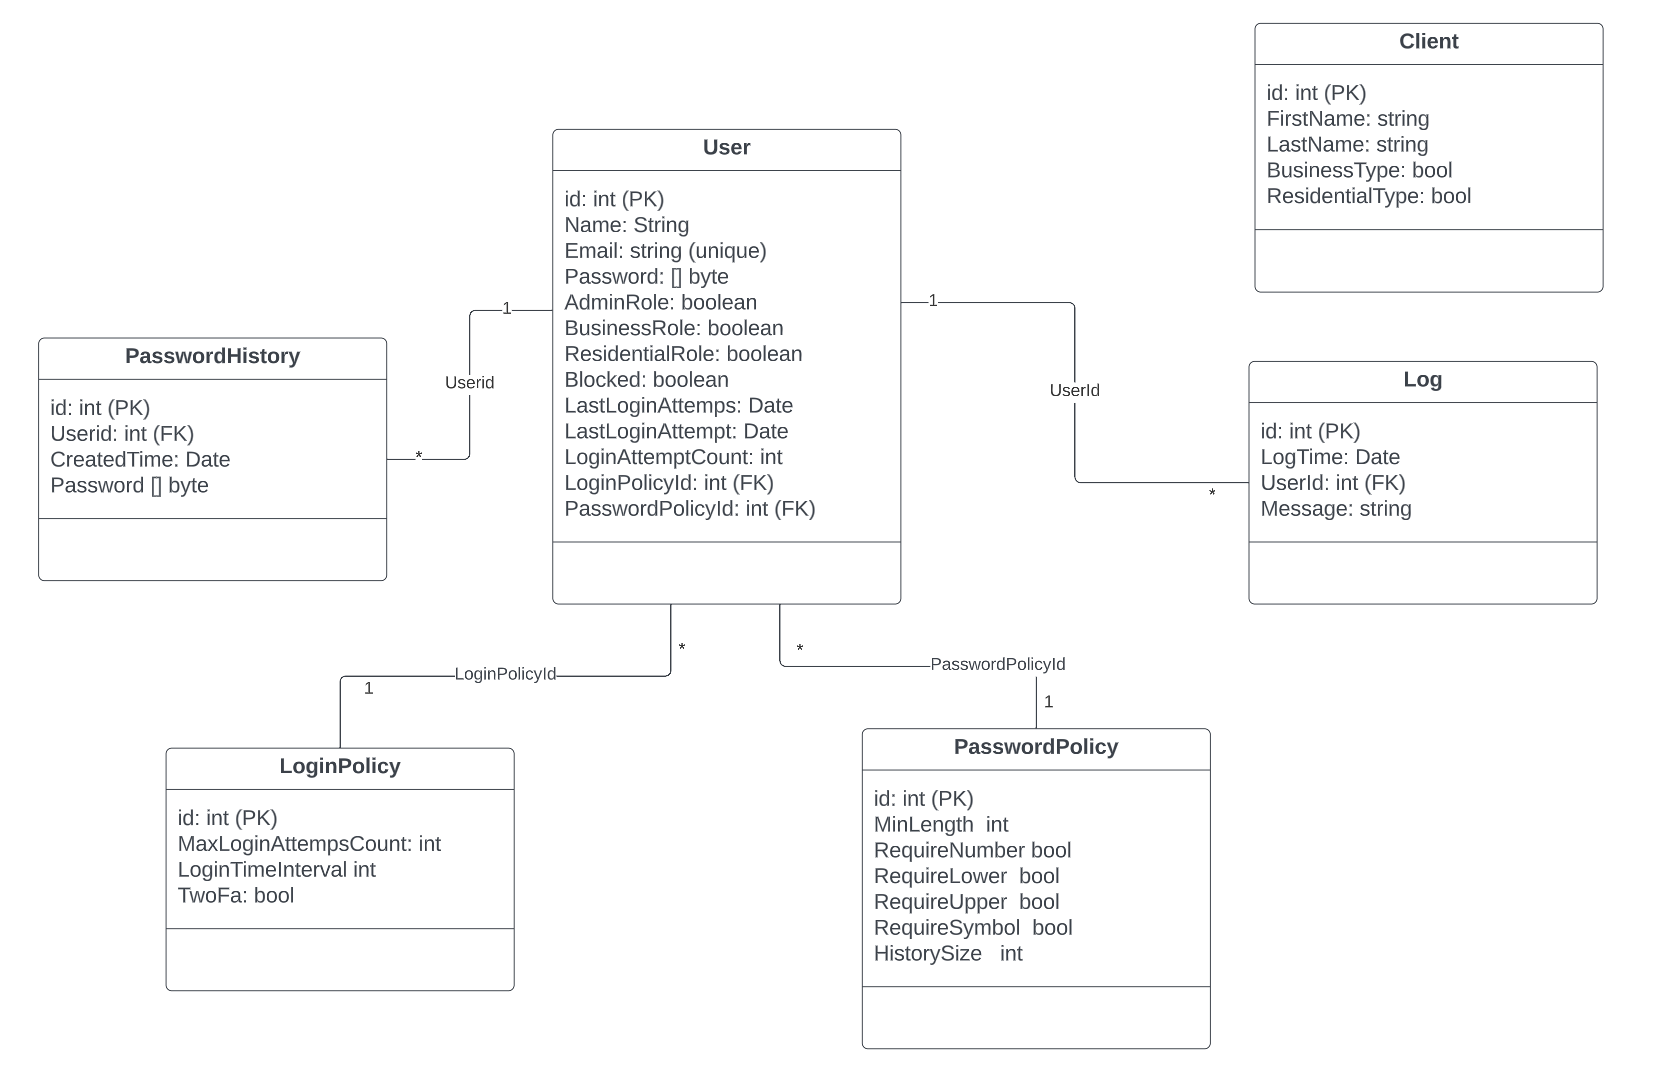 Client
id: int (PK)
FirstName: string
LastName: string
BusinessType: bool
ResidentialType: bool
User
id: int (PK)
Name: String
Email: string (unique)
Password: [] byte
AdminRole: boolean
BusinessRole: boolean
ResidentialRole: boolean
Blocked: boolean
LastLoginAttemps: Date
LastLoginAttempt: Date
LoginAttemptCount: int
LoginPolicyId: int (FK)
PasswordPolicyId: int (FK)
1
Userid
*
1
UserId
*
PasswordHistory
id: int (PK)
Userid: int (FK)
CreatedTime: Date
Password [] byte
Log
id: int (PK)
LogTime: Date
UserId: int (FK)
Message: string
*
LoginPolicyId
1
*
PasswordPolicyId
1
LoginPolicy
id: int (PK)
MaxLoginAttempsCount: int
LoginTimeInterval int
TwoFa: bool
PasswordPolicy
id: int (PK)
MinLength  int
RequireNumber bool
RequireLower  bool
RequireUpper  bool
RequireSymbol  bool
HistorySize   int